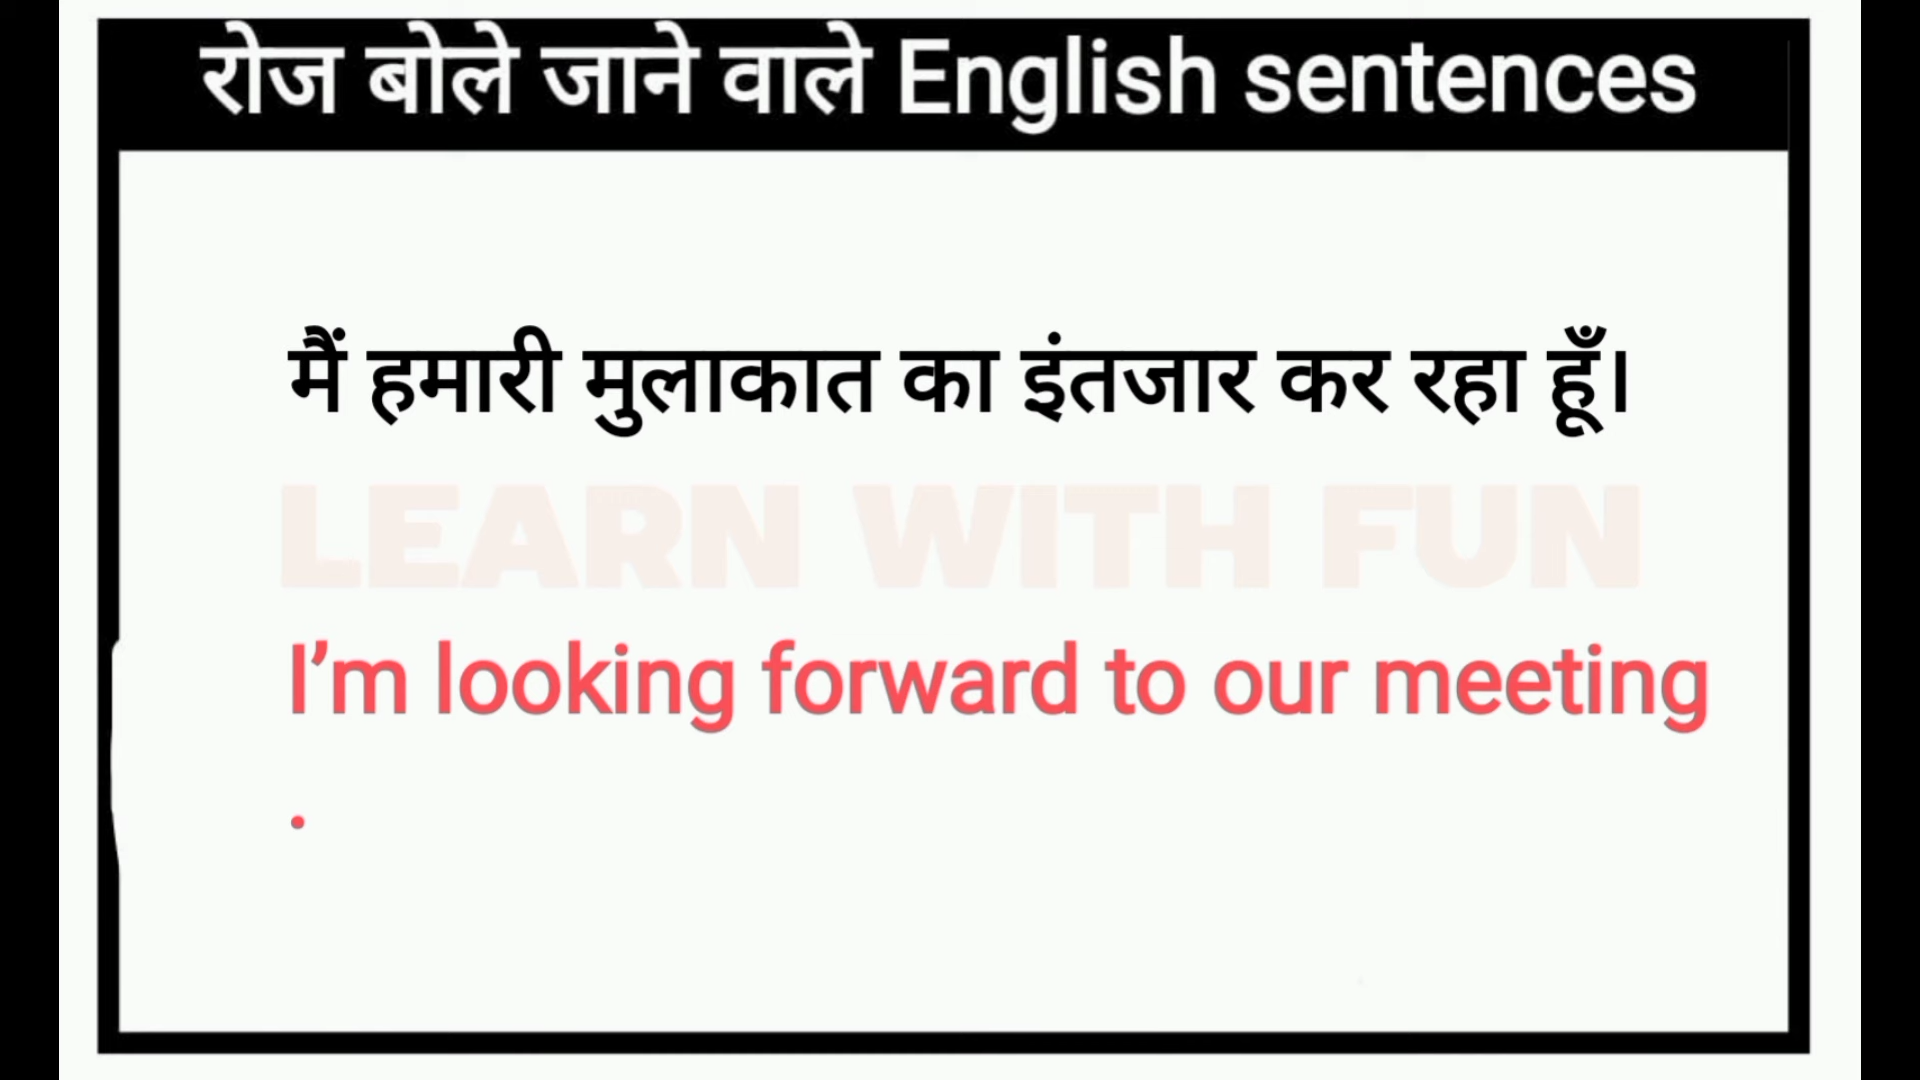 रोज बोले जाने वाले English sentences
मैं हमारी मुलाकात का इंतजार कर रहा हूँ।
LEARN WITH FUN
I’m looking forward to our meeting
.